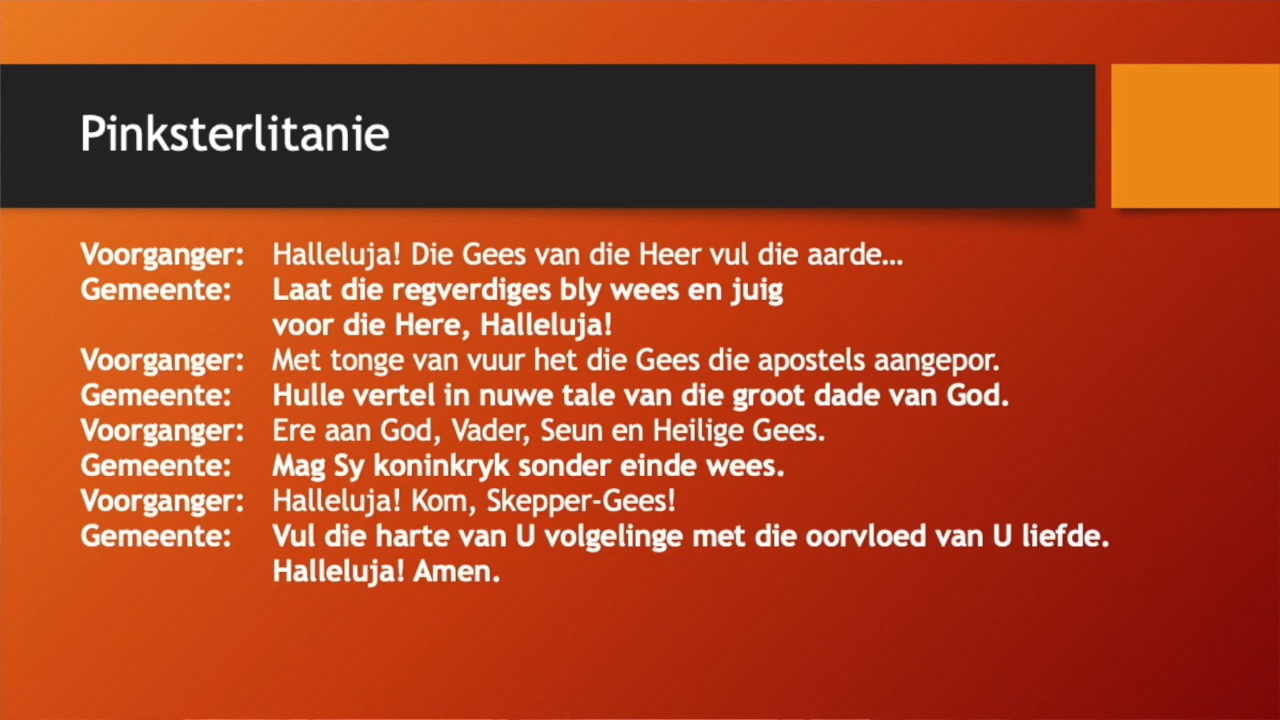 Pinksterlitanie
Voorganger: Halleluja! Die Gees van die Heer vul die aarde…
Gemeente: Laat die regverdiges bly wees en juig
voor die Here, Halleluja!
Voorganger: Met tonge van vuur het die Gees die apostels aangepor.
Gemeente: Hulle vertel in nuwe tale van die groot dade van God.
Voorganger: Ere aan God, Vader, Seun en Heilige Gees.
Gemeente: Mag Sy koninkryk sonder einde wees.
Voorganger: Halleluja! Kom, Skepper-Gees!
Gemeente: Vul die harte van U volgelinge met die oorvloed van U liefde.
Halleluja! Amen.